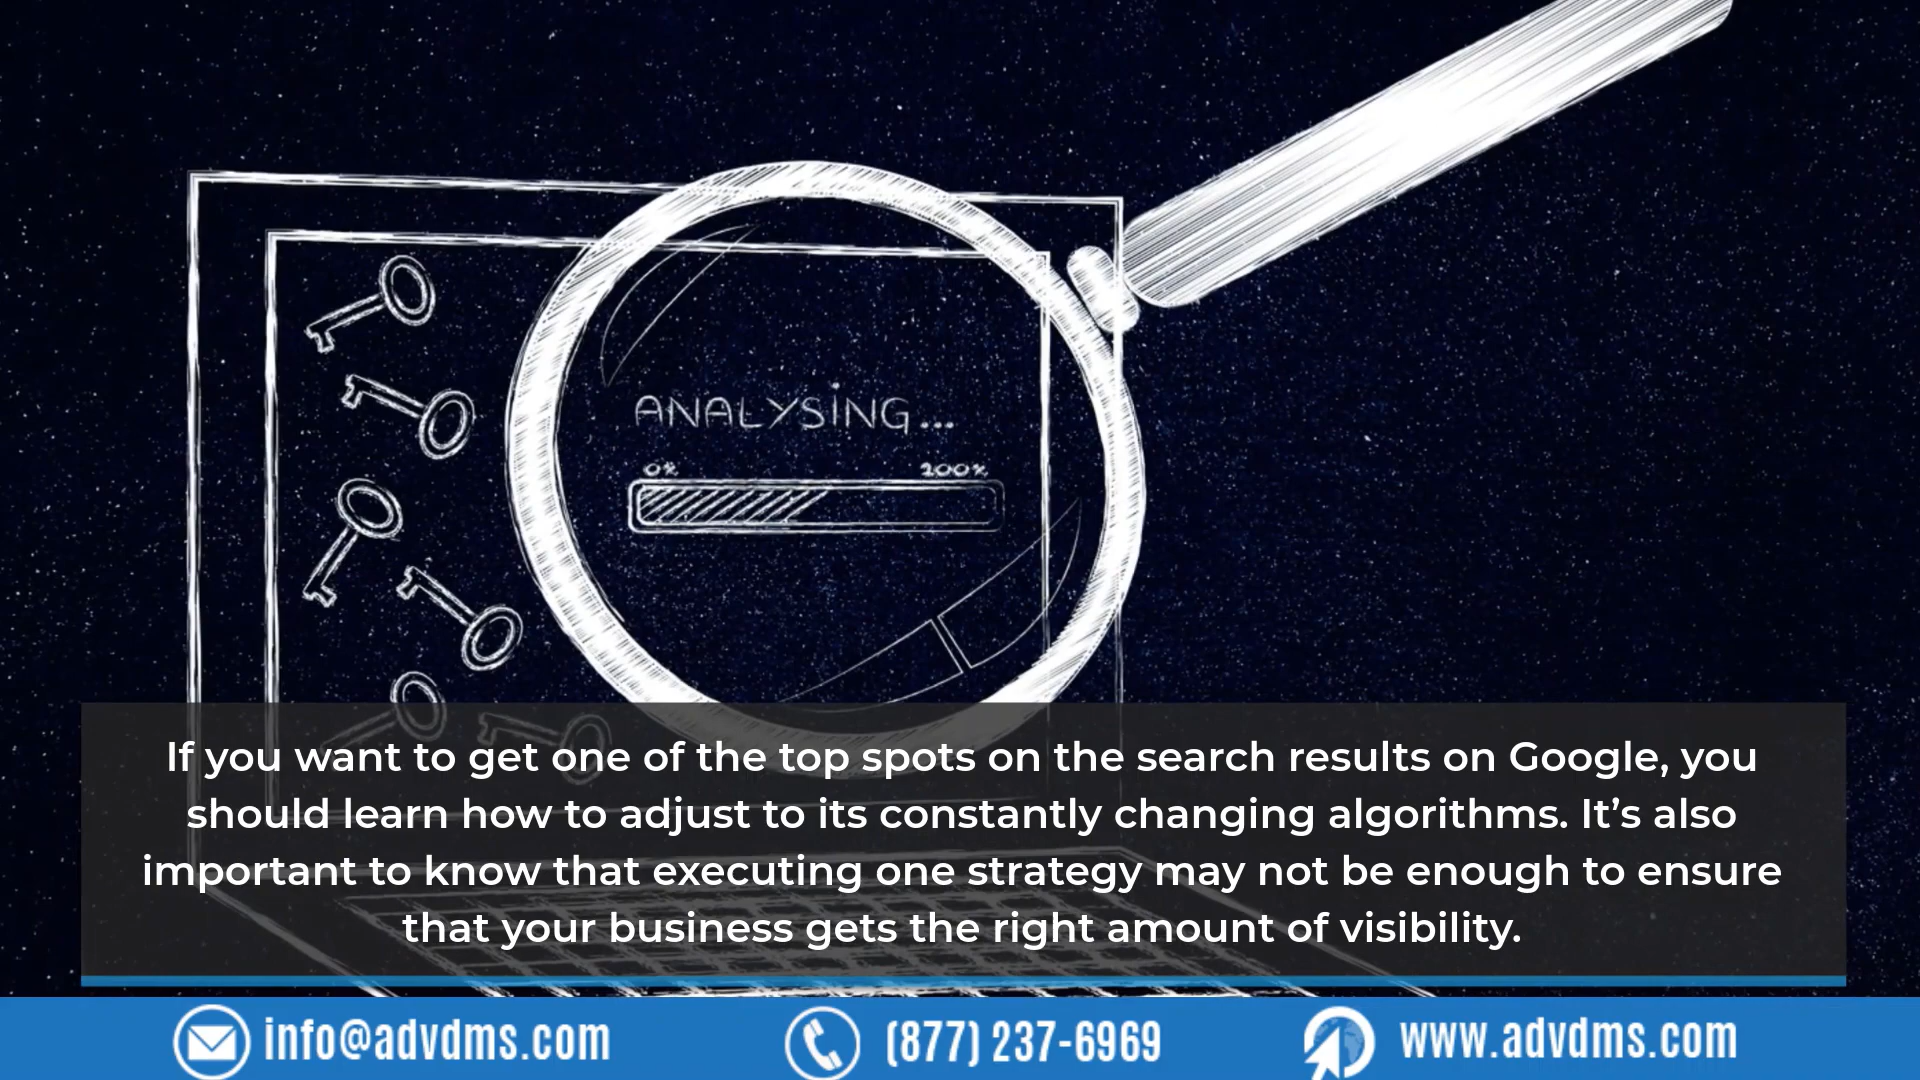 ANALYSING...
0% 100%
If you want to get one of the top spots on the search results on Google, you
should learn how to adjust to its constantly changing algorithms. It’s also
important to know that executing one strategy may not be enough to ensure
that your business gets the right amount of visibility.
info@advdms.com (877) 237-6969 www.advdms.com